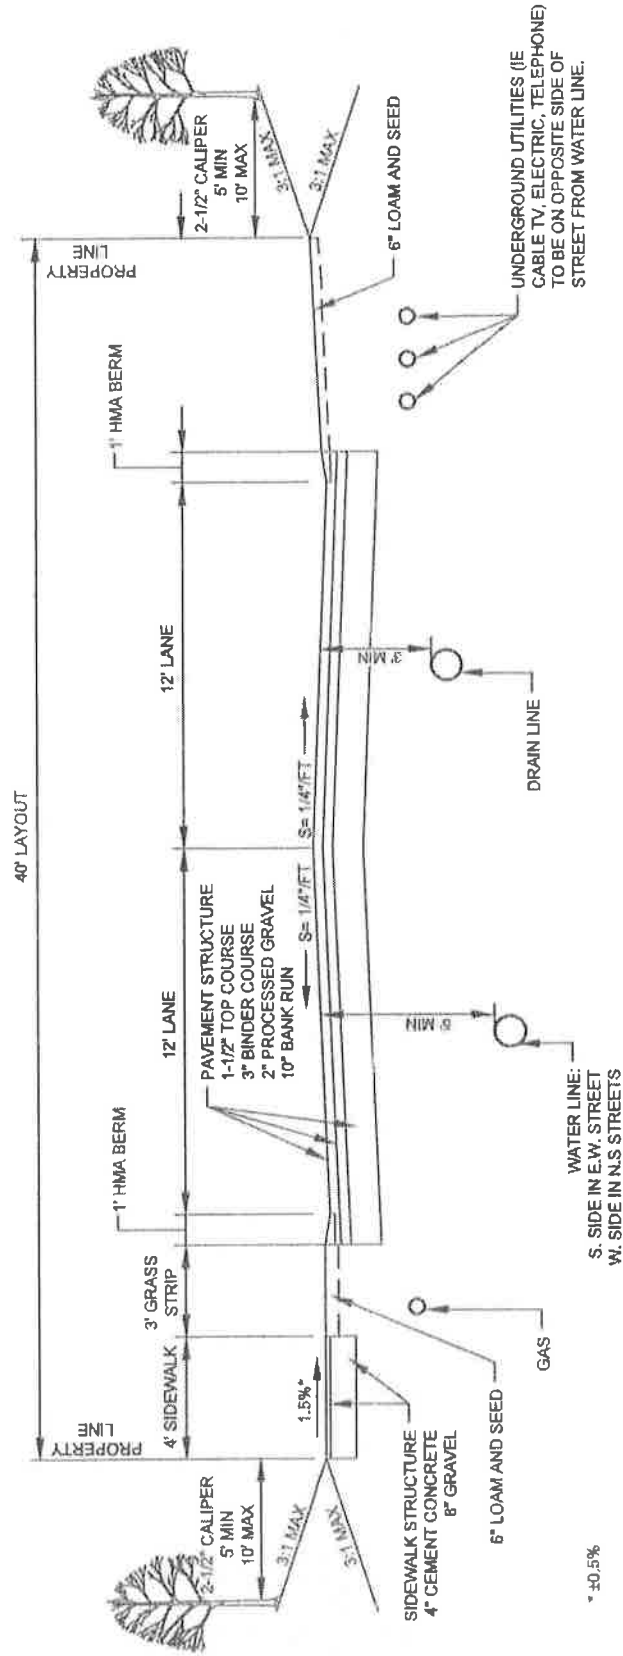 40' LAYOUT
PROPERTY
LINE
PROPERTY
LINE
2-1/2" CALIPER
5' MIN
10' MAX
4' SIDEWALK
3' GRASS
STRIP
1' HMA BERM
12' LANE
12' LANE
1' HMA BERM
2-1/2" CALIPER
5' MIN
10' MAX
3:1 MAX
3:1 MAX
1.5%*
PAVEMENT STRUCTURE
1-1/2" TOP COURSE
3" BINDER COURSE
2" PROCESSED GRAVEL
10" BANK RUN
S= 1/4"/FT
S= 1/4"/FT
3:1 MAX
3:1 MAX
6" LOAM AND SEED
SIDEWALK STRUCTURE
4" CEMENT CONCRETE
8" GRAVEL
6" LOAM AND SEED
GAS
MIN
3' MIN
WATER LINE:
S. SIDE IN E.W. STREET
W. SIDE IN N.S STREETS
DRAIN LINE
UNDERGROUND UTILITIES (IE
CABLE TV, ELECTRIC, TELEPHONE)
TO BE ON OPPOSITE SIDE OF
STREET FROM WATER LINE.
* ±0.5%